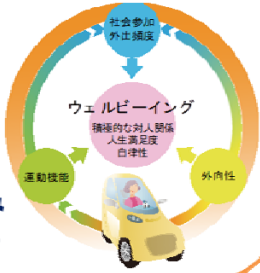 社会参加
外出頻度
ウェルビーイング
積極的な対人関係
人生満足度
自律性
運動機能
外向性